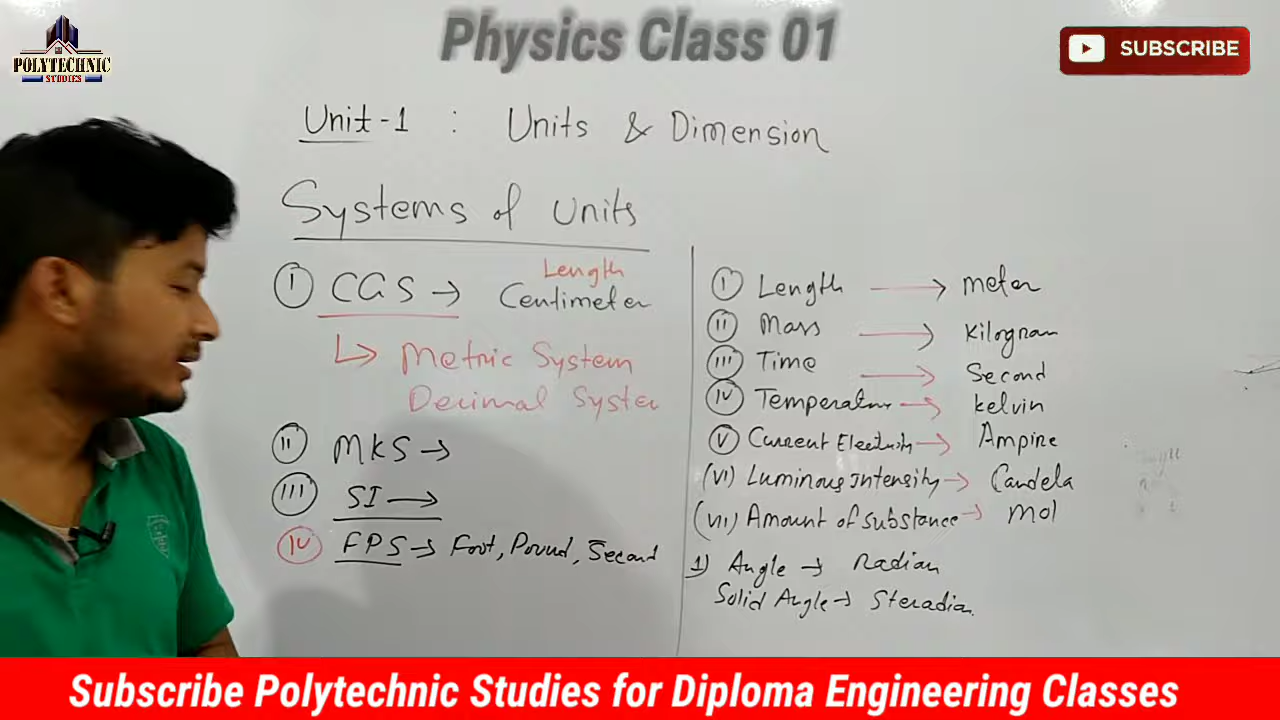 POLYTECHNIC
STUDIES
Physics Class 01
SUBSCRIBE
Unit-1 : Units & Dimension
Systems of Units
I CGS → Length
Centimeter
↳ Metric System
Decimal System
II MKS →
III SI →
IV FPS → Foot, Pound, Second
I Length → meter
II Mass → Kilogram
III Time → Second
IV Temperature → kelvin
V Current Electricity → Ampire
(VI) Luminous Intensity → Candela
(VII) Amount of substance → mol
1) Angle → Radian
Solid Angle → Steradian
Subscribe Polytechnic Studies for Diploma Engineering Classes